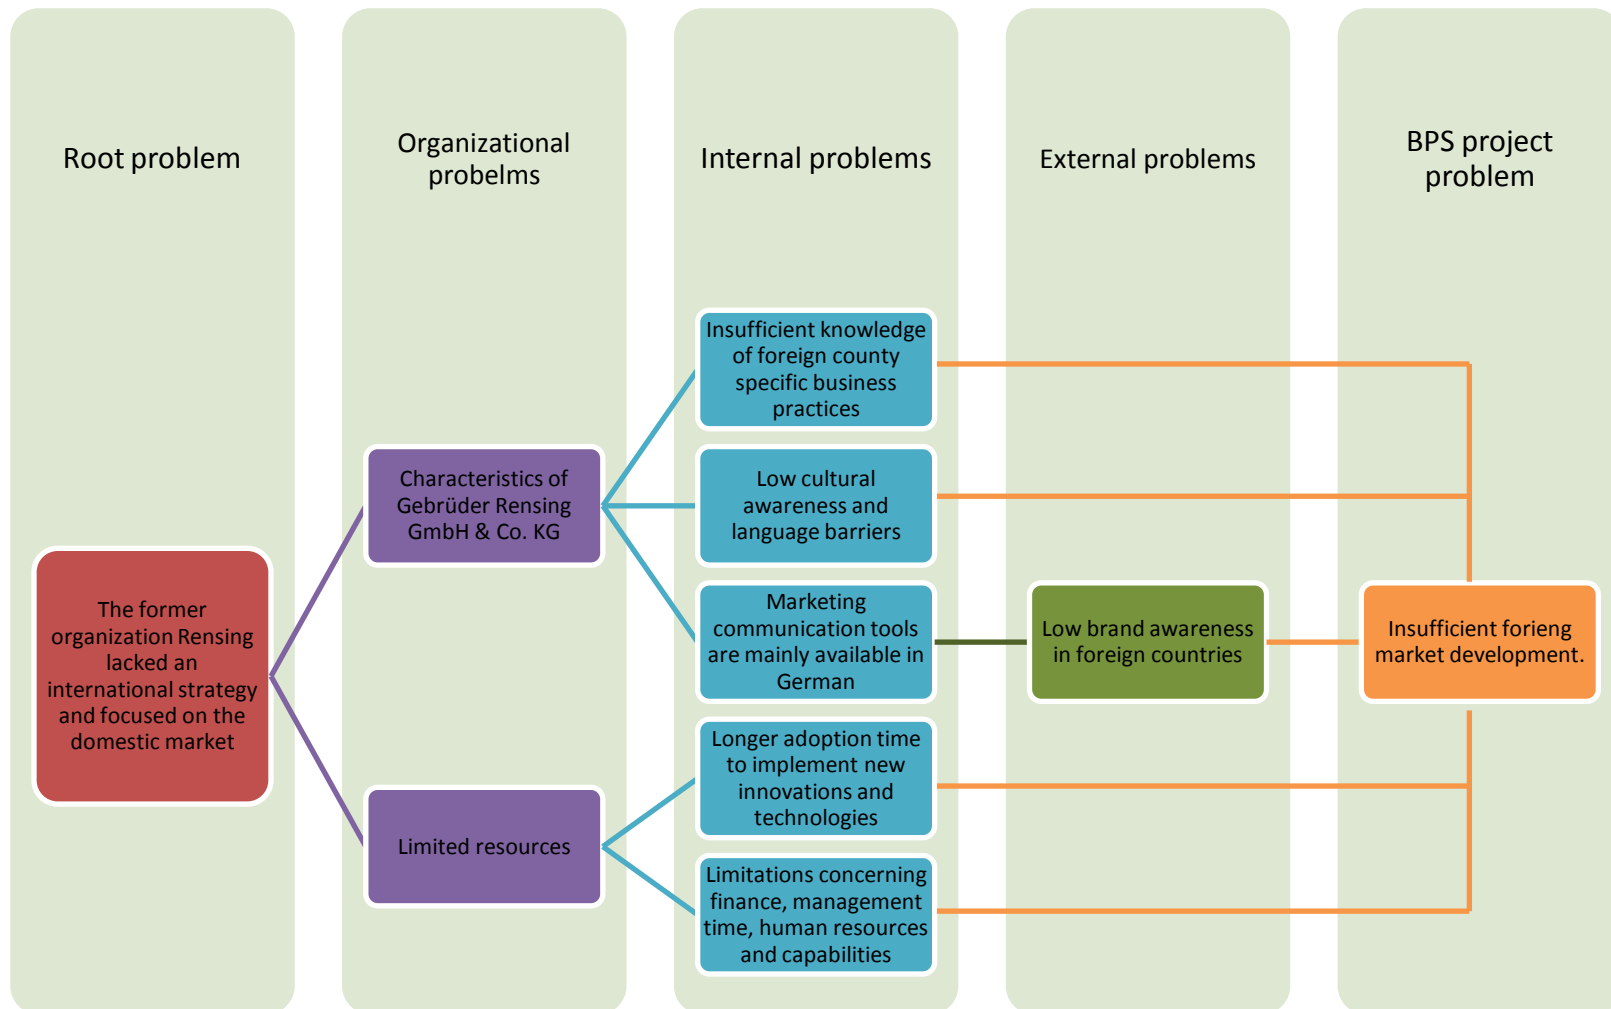 Root problem
Organizational
probelms
Internal problems
External problems
BPS project
problem
The former
organization Rensing
lacked an
international strategy
and focused on the
domestic market
Characteristics of
Gebrüder Rensing
GmbH & Co. KG
Limited resources
Insufficient knowledge
of foreign county
specific business
practices
Low cultural
awareness and
language barriers
Marketing
communication tools
are mainly available in
German
Longer adoption time
to implement new
innovations and
technologies
Limitations concerning
finance, management
time, human resources
and capabilities
Low brand awareness
in foreign countries
Insufficient forieng
market development.